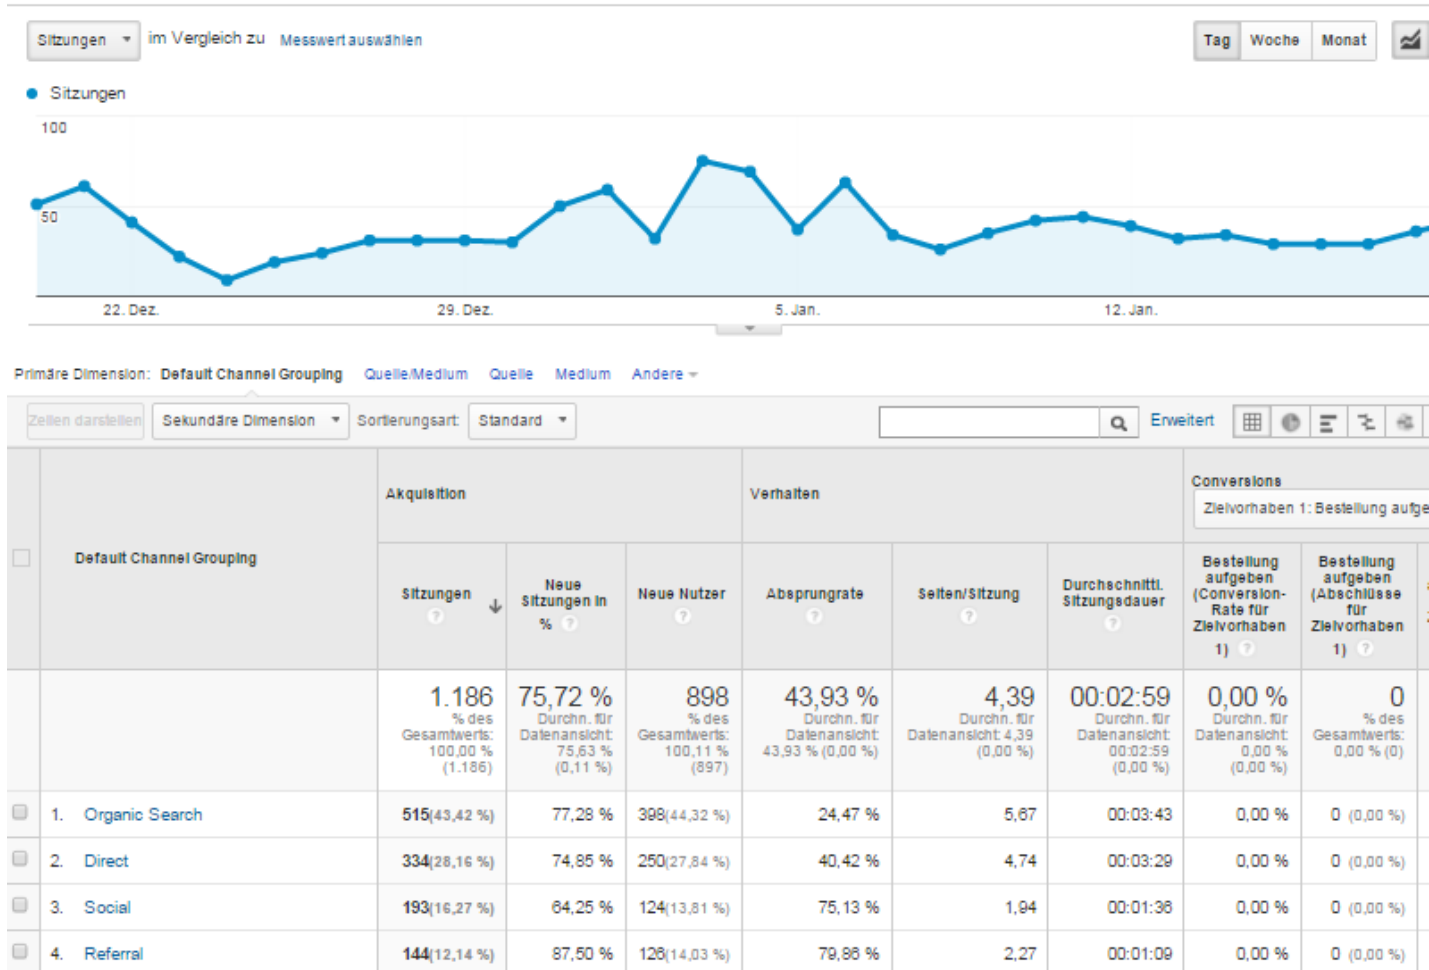 Sitzungen im Vergleich zu Messwert auswählen Tag Woche Monat
Sitzungen
100
50
22. Dez. 29. Dez. 5. Jan. 12. Jan.
Primäre Dimension: Default Channel Grouping Quelle/Medium Quelle Medium Andere
Zeilen darstellen Sekundäre Dimension Sortierungsart: Standard Erweitert
Default Channel Grouping
Akquisition
Verhalten
Conversions
Zielvorhaben 1: Bestellung aufge
Sitzungen ?
Neue
Sitzungen in
% ?
Neue Nutzer ?
Absprungrate ?
Seiten/Sitzung ?
Durchschnittl.
Sitzungsdauer
?
Bestellung
aufgeben
(Conversion-
Rate für
Zielvorhaben
1) ?
Bestellung
aufgeben
(Abschlüsse
für
Zielvorhaben
1) ?
1.186
% des
Gesamtwerts:
100,00 %
(1.186)
75,72 %
Durchn. für
Datenansicht:
75,63 %
(0,11 %)
898
% des
Gesamtwerts:
100,11 %
(897)
43,93 %
Durchn. für
Datenansicht:
43,93 % (0,00 %)
4,39
Durchn. für
Datenansicht: 4,39
(0,00 %)
00:02:59
Durchn. für
Datenansicht:
00:02:59
(0,00 %)
0,00 %
Durchn. für
Datenansicht:
0,00 %
(0,00 %)
0
% des
Gesamtwerts:
0,00 % (0)
1. Organic Search 515(43,42 %) 77,28 % 398(44,32 %) 24,47 % 5,67 00:03:43 0,00 % 0 (0,00 %)
2. Direct 334(28,16 %) 74,85 % 250(27,84 %) 40,42 % 4,74 00:03:29 0,00 % 0 (0,00 %)
3. Social 193(16,27 %) 64,25 % 124(13,81 %) 75,13 % 1,94 00:01:36 0,00 % 0 (0,00 %)
4. Referral 144(12,14 %) 87,50 % 126(14,03 %) 79,86 % 2,27 00:01:09 0,00 % 0 (0,00 %)